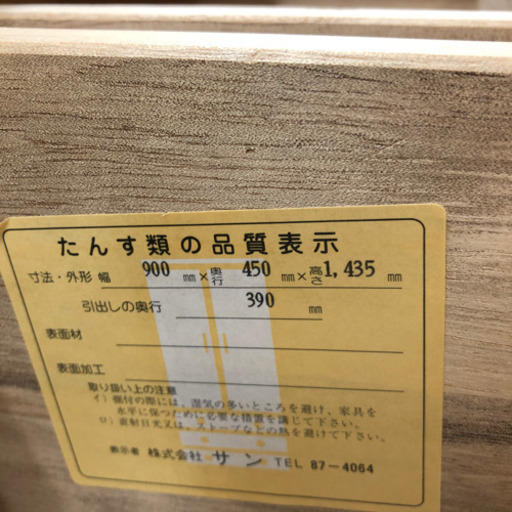 たんす類の品質表示
寸法・外形 幅 900 mm×奥行 450 mm×高さ 1,435 mm
引出しの奥行 390 mm
表面材
表面加工
取り扱い上の注意
イ）据付の際には、湿気の多いところを避け、家具を
水平に保つために必要な措置を講じて下さい。
ロ）直射日光又は、ストーブなどの熱を避けて下さい。
表示者 株式会社 サン TEL 87-4064